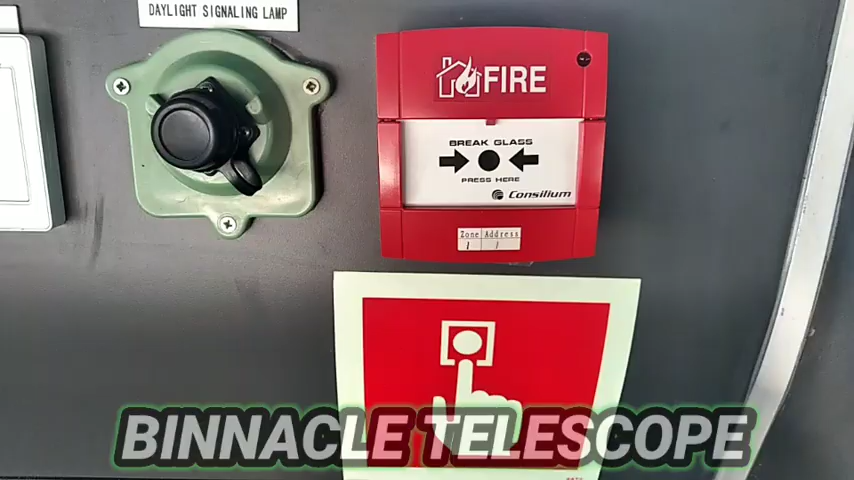 DAYLIGHT SIGNALING LAMP
FIRE
BREAK GLASS
PRESS HERE
Consilium
Zone Address
1 1
BINNACLE TELESCOPE